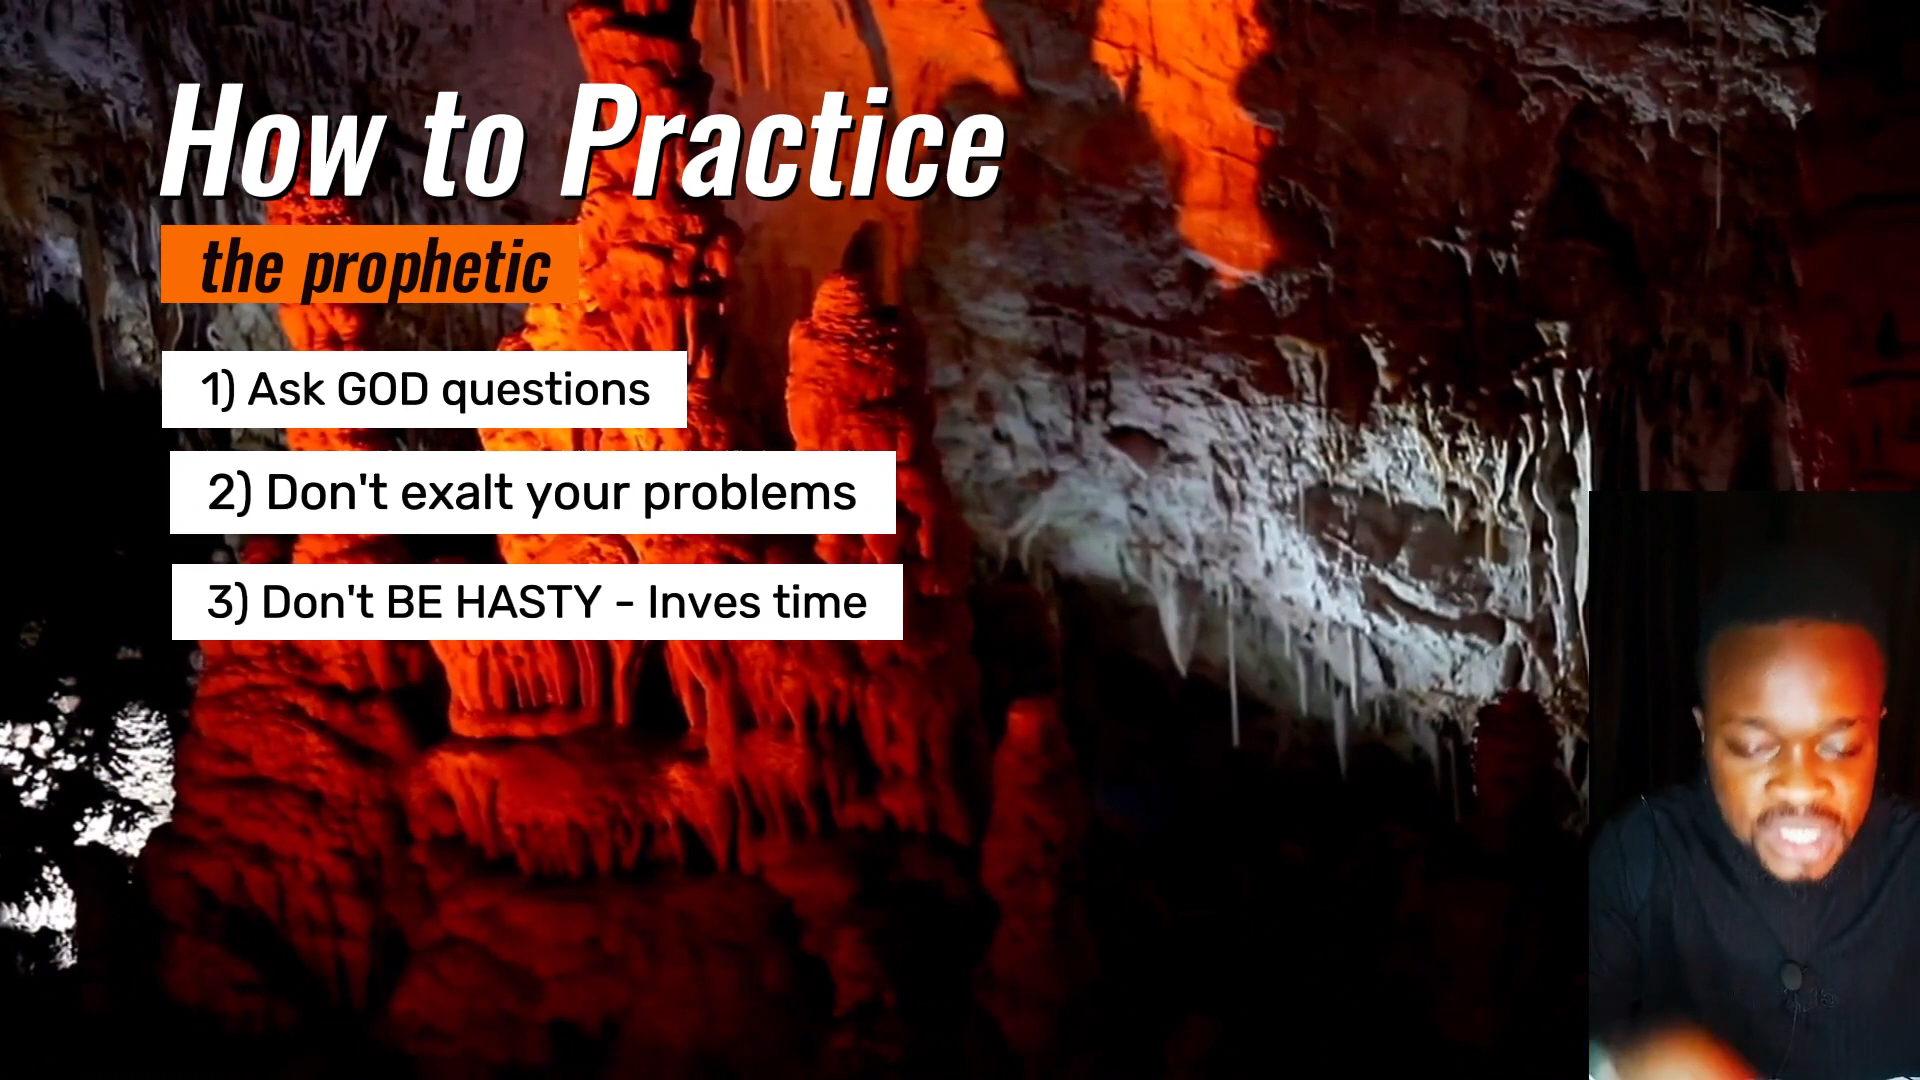 How to Practice
the prophetic
1) Ask GOD questions
2) Don't exalt your problems
3) Don't BE HASTY - Inves time